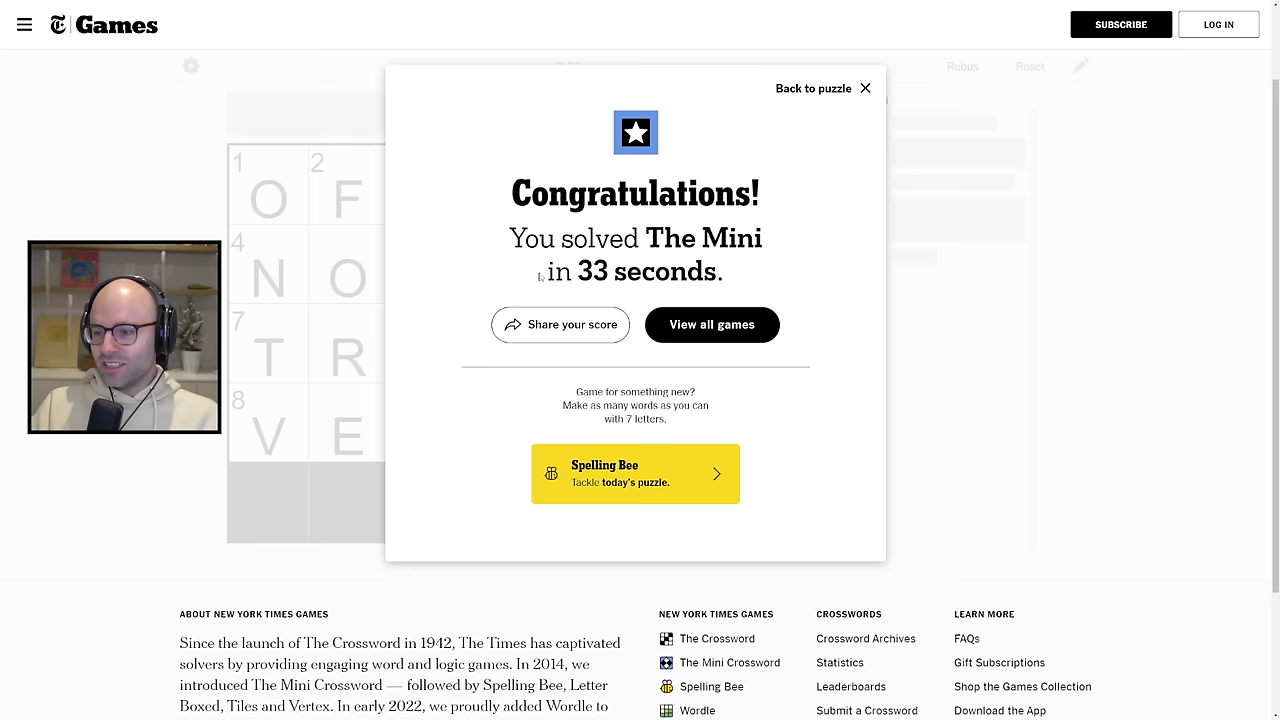 Games
SUBSCRIBE
LOG IN
Rebus
Reset
Back to puzzle
Congratulations!
You solved The Mini
in 33 seconds.
Share your score
View all games
Game for something new?
Make as many words as you can
with 7 letters.
Spelling Bee
Tackle today's puzzle.
1
2
O F
4
N O
7
T R
8
V E
ABOUT NEW YORK TIMES GAMES
Since the launch of The Crossword in 1942, The Times has captivated
solvers by providing engaging word and logic games. In 2014, we
introduced The Mini Crossword — followed by Spelling Bee, Letter
Boxed, Tiles and Vertex. In early 2022, we proudly added Wordle to
NEW YORK TIMES GAMES
The Crossword
The Mini Crossword
Spelling Bee
Wordle
CROSSWORDS
Crossword Archives
Statistics
Leaderboards
Submit a Crossword
LEARN MORE
FAQs
Gift Subscriptions
Shop the Games Collection
Download the App